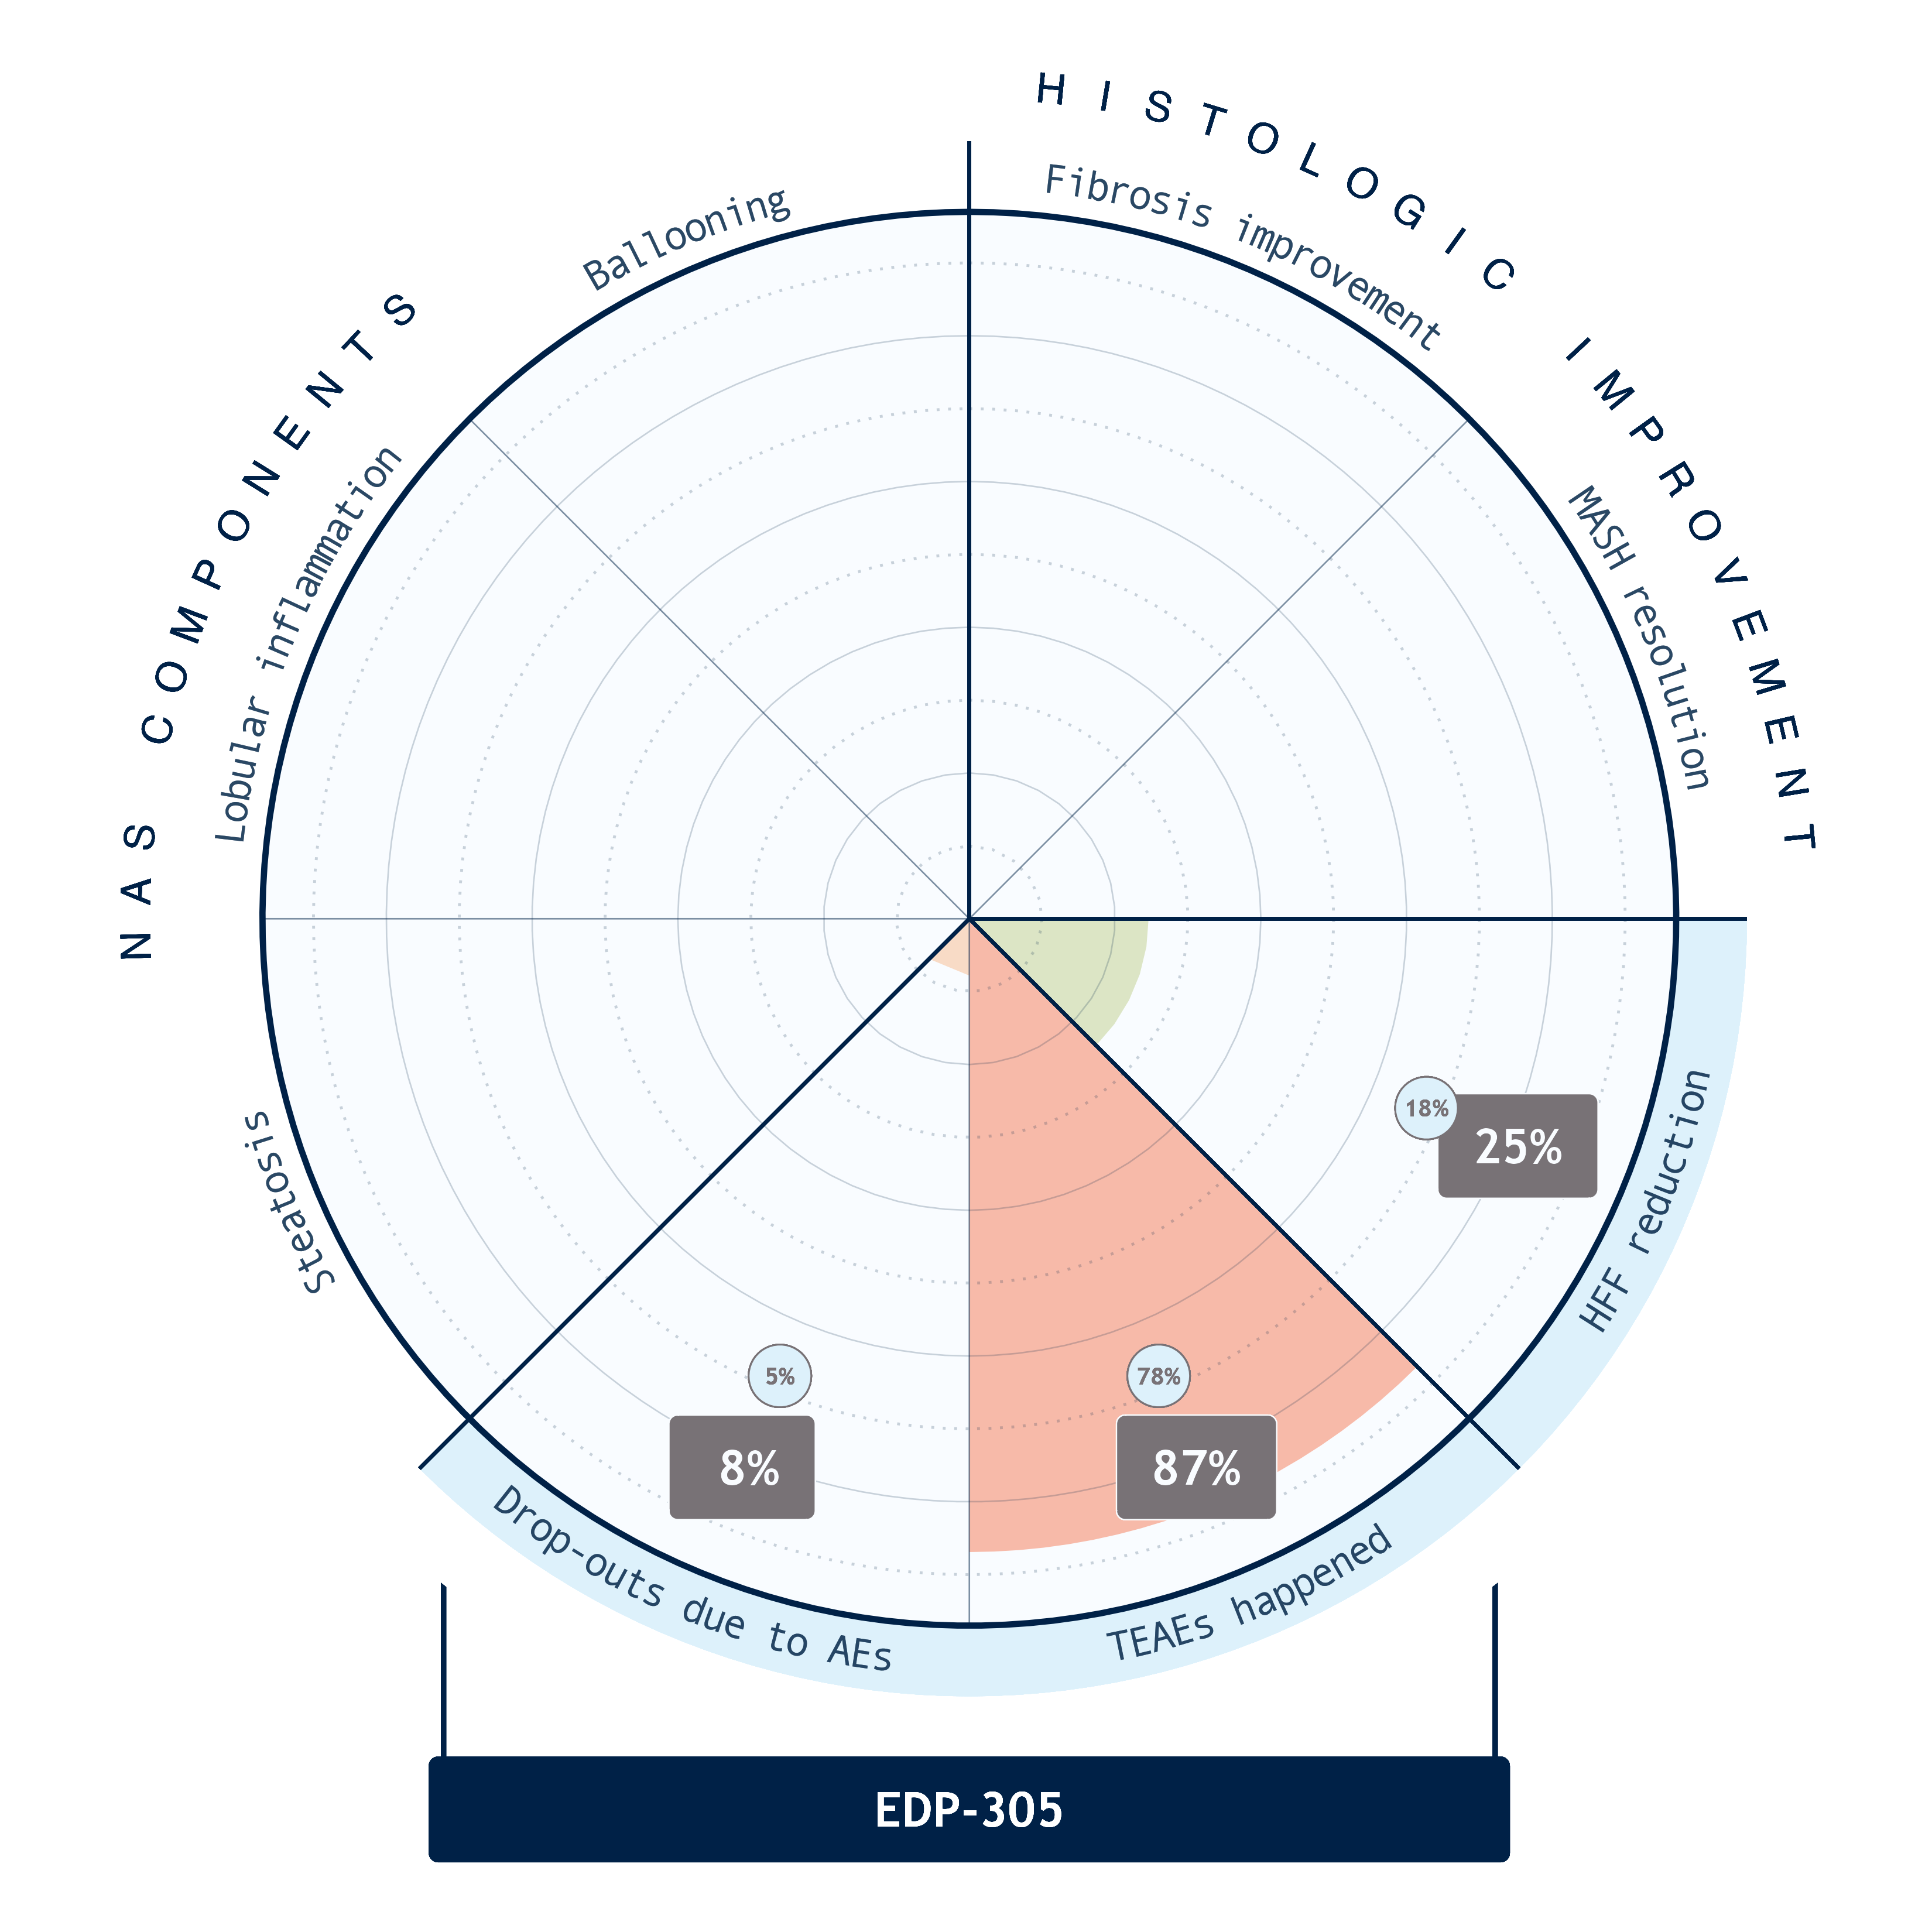 HISTOLOGIC IMPROVEMENT
Fibrosis improvement
MASH resolution
NAS COMPONENTS
Ballooning
Lobular inflammation
Steatosis
18%
25%
HFF reduction
5%
8%
Drop-outs due to AEs
78%
87%
TEAEs happened
EDP-305